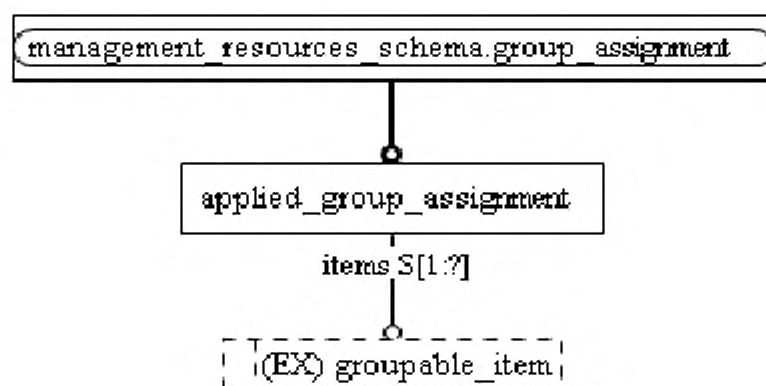 management_resources_schema.group_assignment
applied_group_assignment
items S[1:?]
(EX) groupable_item